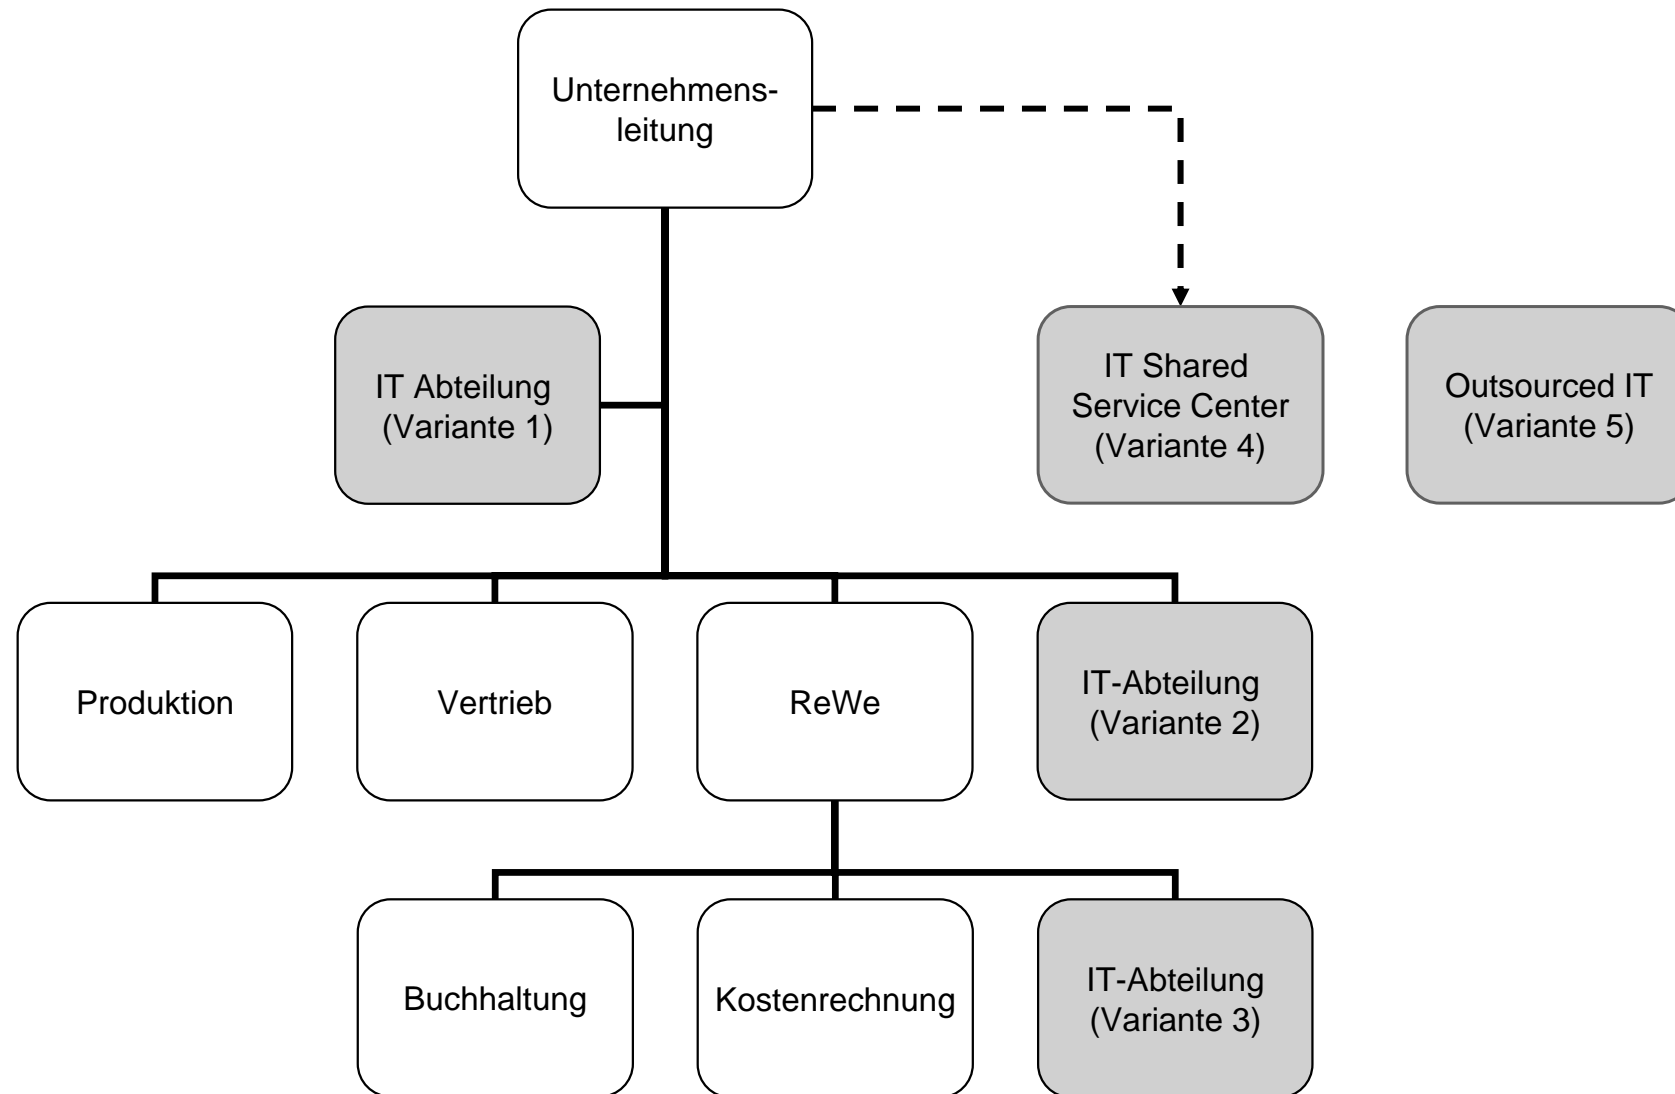 Unternehmens-
leitung
IT Abteilung
(Variante 1)
IT Shared
Service Center
(Variante 4)
Outsourced IT
(Variante 5)
Produktion
Vertrieb
ReWe
IT-Abteilung
(Variante 2)
Buchhaltung
Kostenrechnung
IT-Abteilung
(Variante 3)